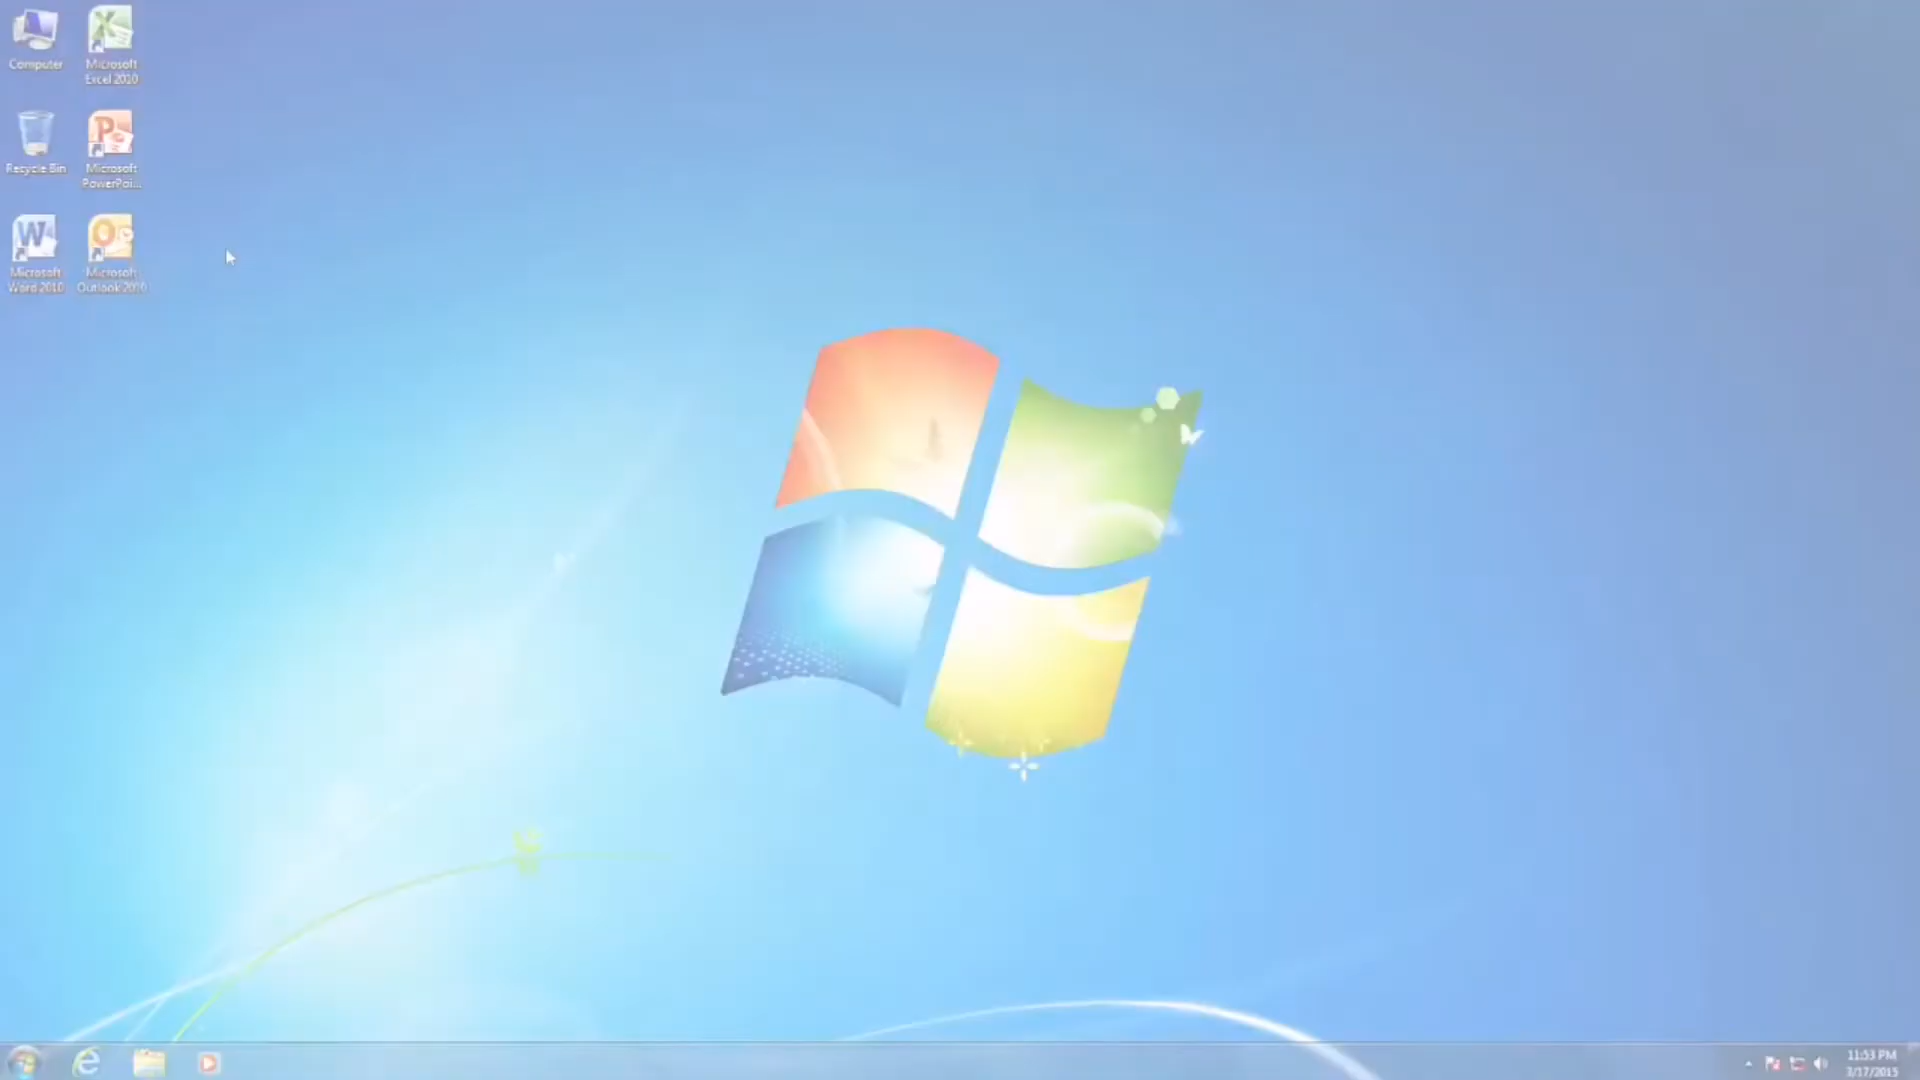 Computer
Microsoft
Excel 2010
Recycle Bin
Microsoft
PowerPoi...
Microsoft
Word 2010
Microsoft
Outlook 2010
11:53 PM
3/17/2015